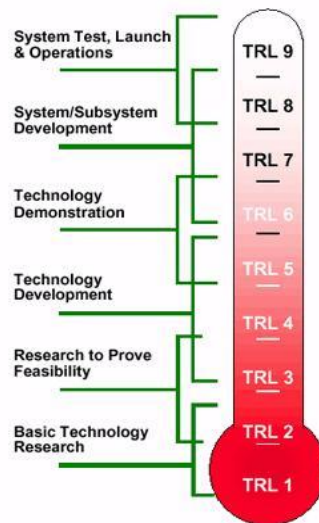 System Test, Launch
& Operations
System/Subsystem
Development
Technology
Demonstration
Technology
Development
Research to Prove
Feasibility
Basic Technology
Research
TRL 9
TRL 8
TRL 7
TRL 6
TRL 5
TRL 4
TRL 3
TRL 2
TRL 1